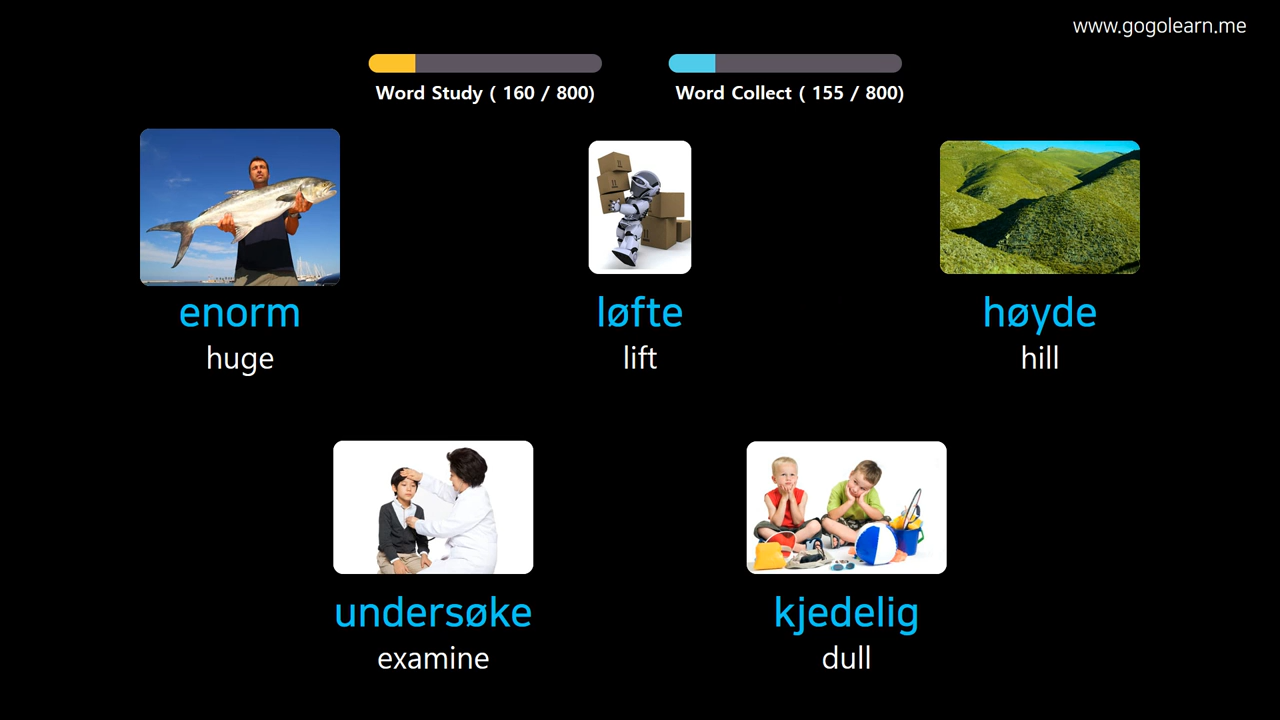 www.gogolearn.me
Word Study ( 160 / 800)
Word Collect ( 155 / 800)
enorm
huge
løfte
lift
høyde
hill
undersøke
examine
kjedelig
dull